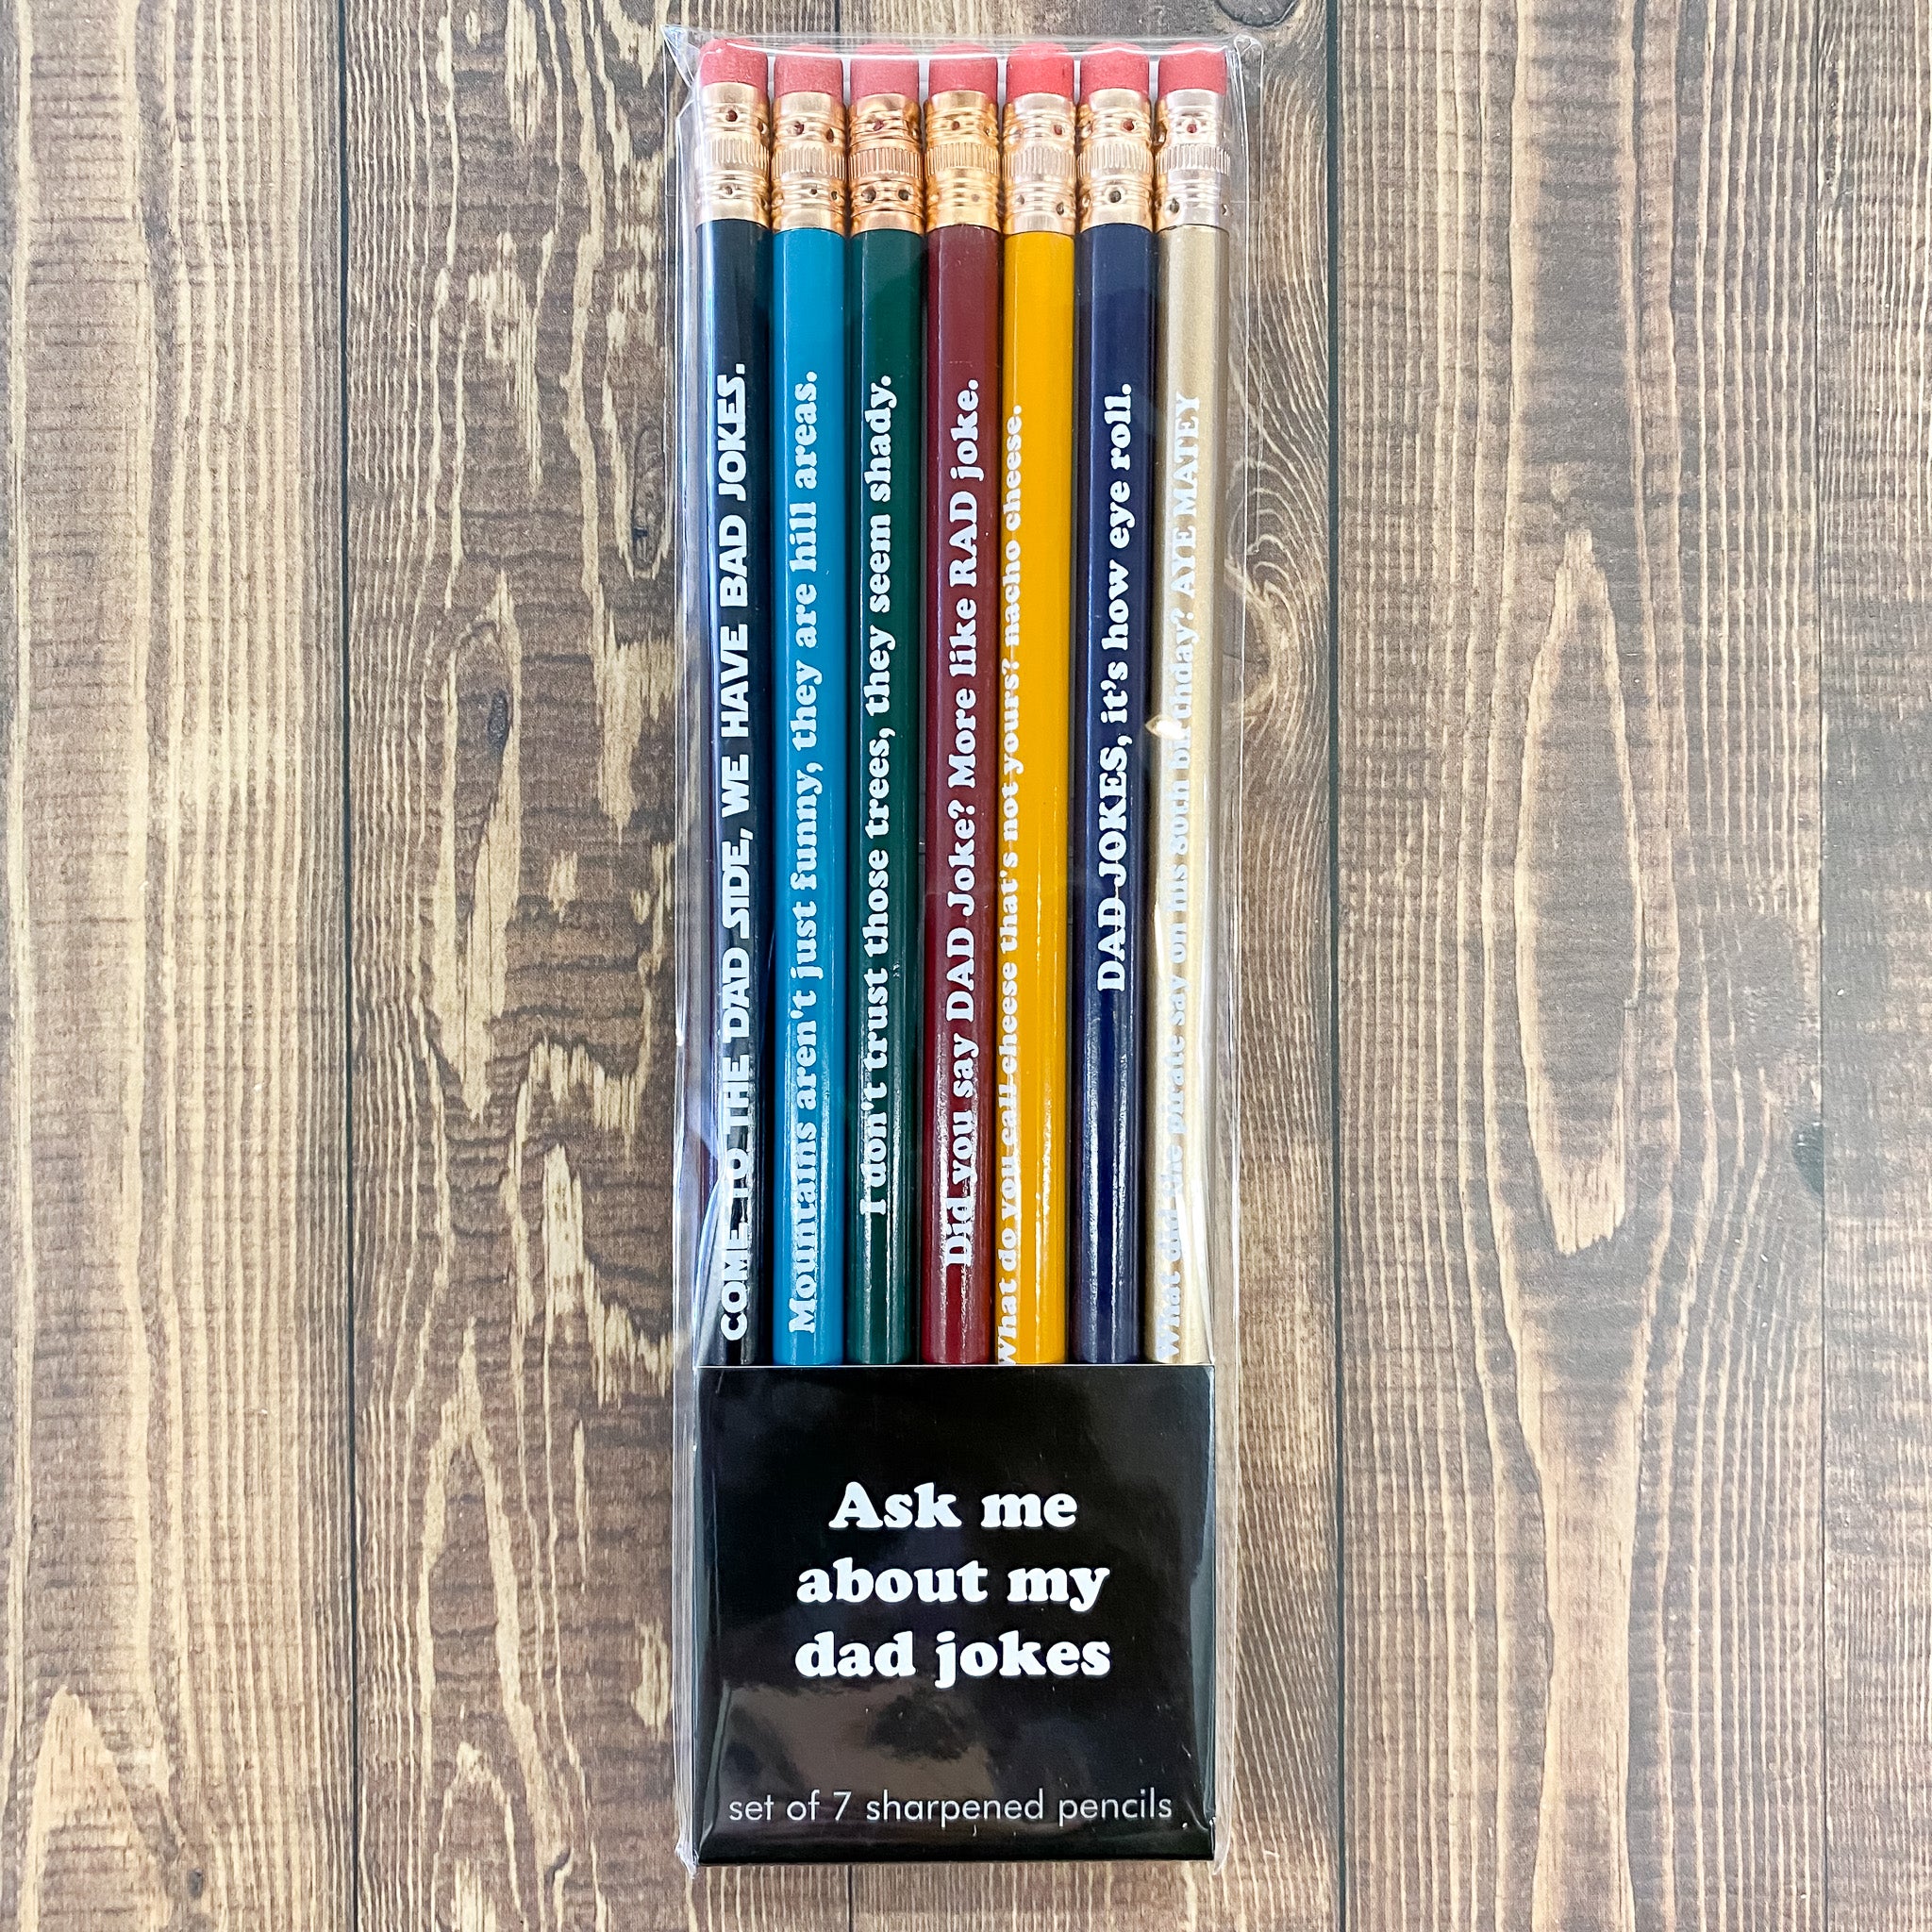 COME TO THE DAD SIDE, WE HAVE BAD JOKES.
Mountains aren't just funny, they are hill areas.
I don't trust those trees, they seem shady.
Did you say DAD Joke? More like RAD joke.
What do you call cheese that's not yours? nacho cheese.
DAD JOKES, it's how eye roll.
What did the pirate say on his 80th birthday? AYE MATEY
Ask me
about my
dad jokes
set of 7 sharpened pencils